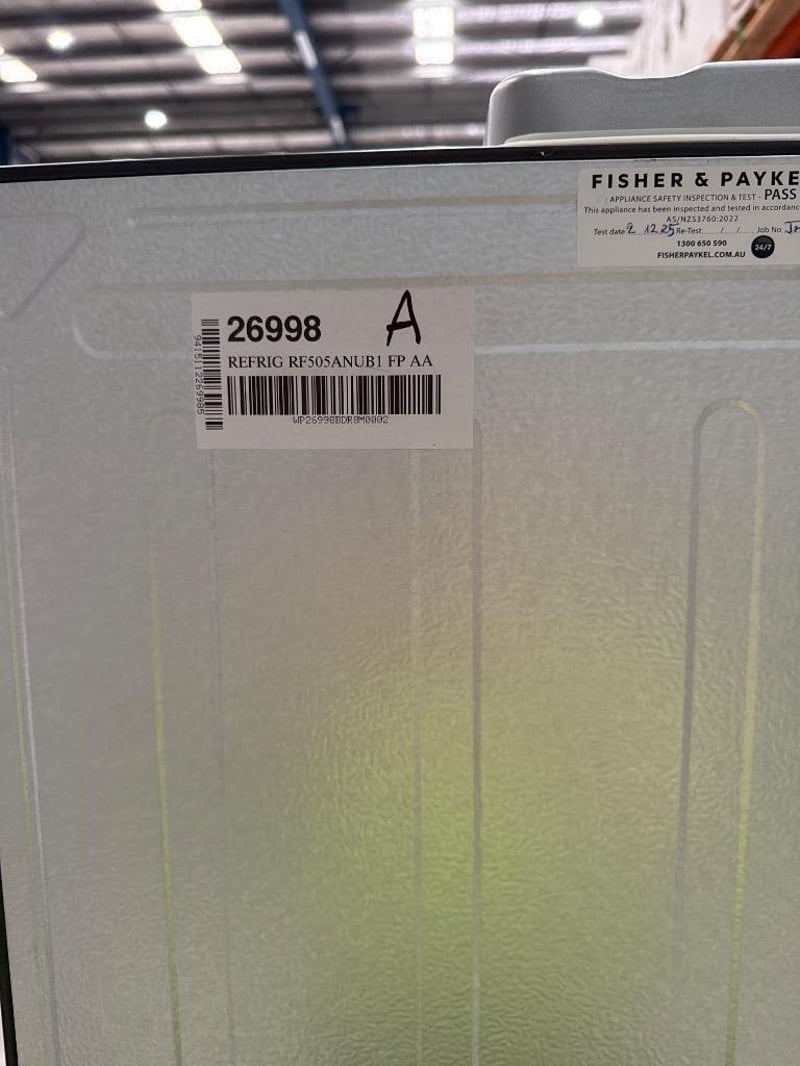 FISHER & PAYKE
APPLIANCE SAFETY INSPECTION & TEST - PASS
This appliance has been inspected and tested in accordanc
AS/NZS3760:2022
Test date 2 12 25 Re-Test ..../..../.... Job No.
1300 650 590
24/7
FISHERPAYKEL.COM.AU
26998 A
REFRIG RF505ANUB1 FP AA
9415112269985
WP26998BDR8M0002